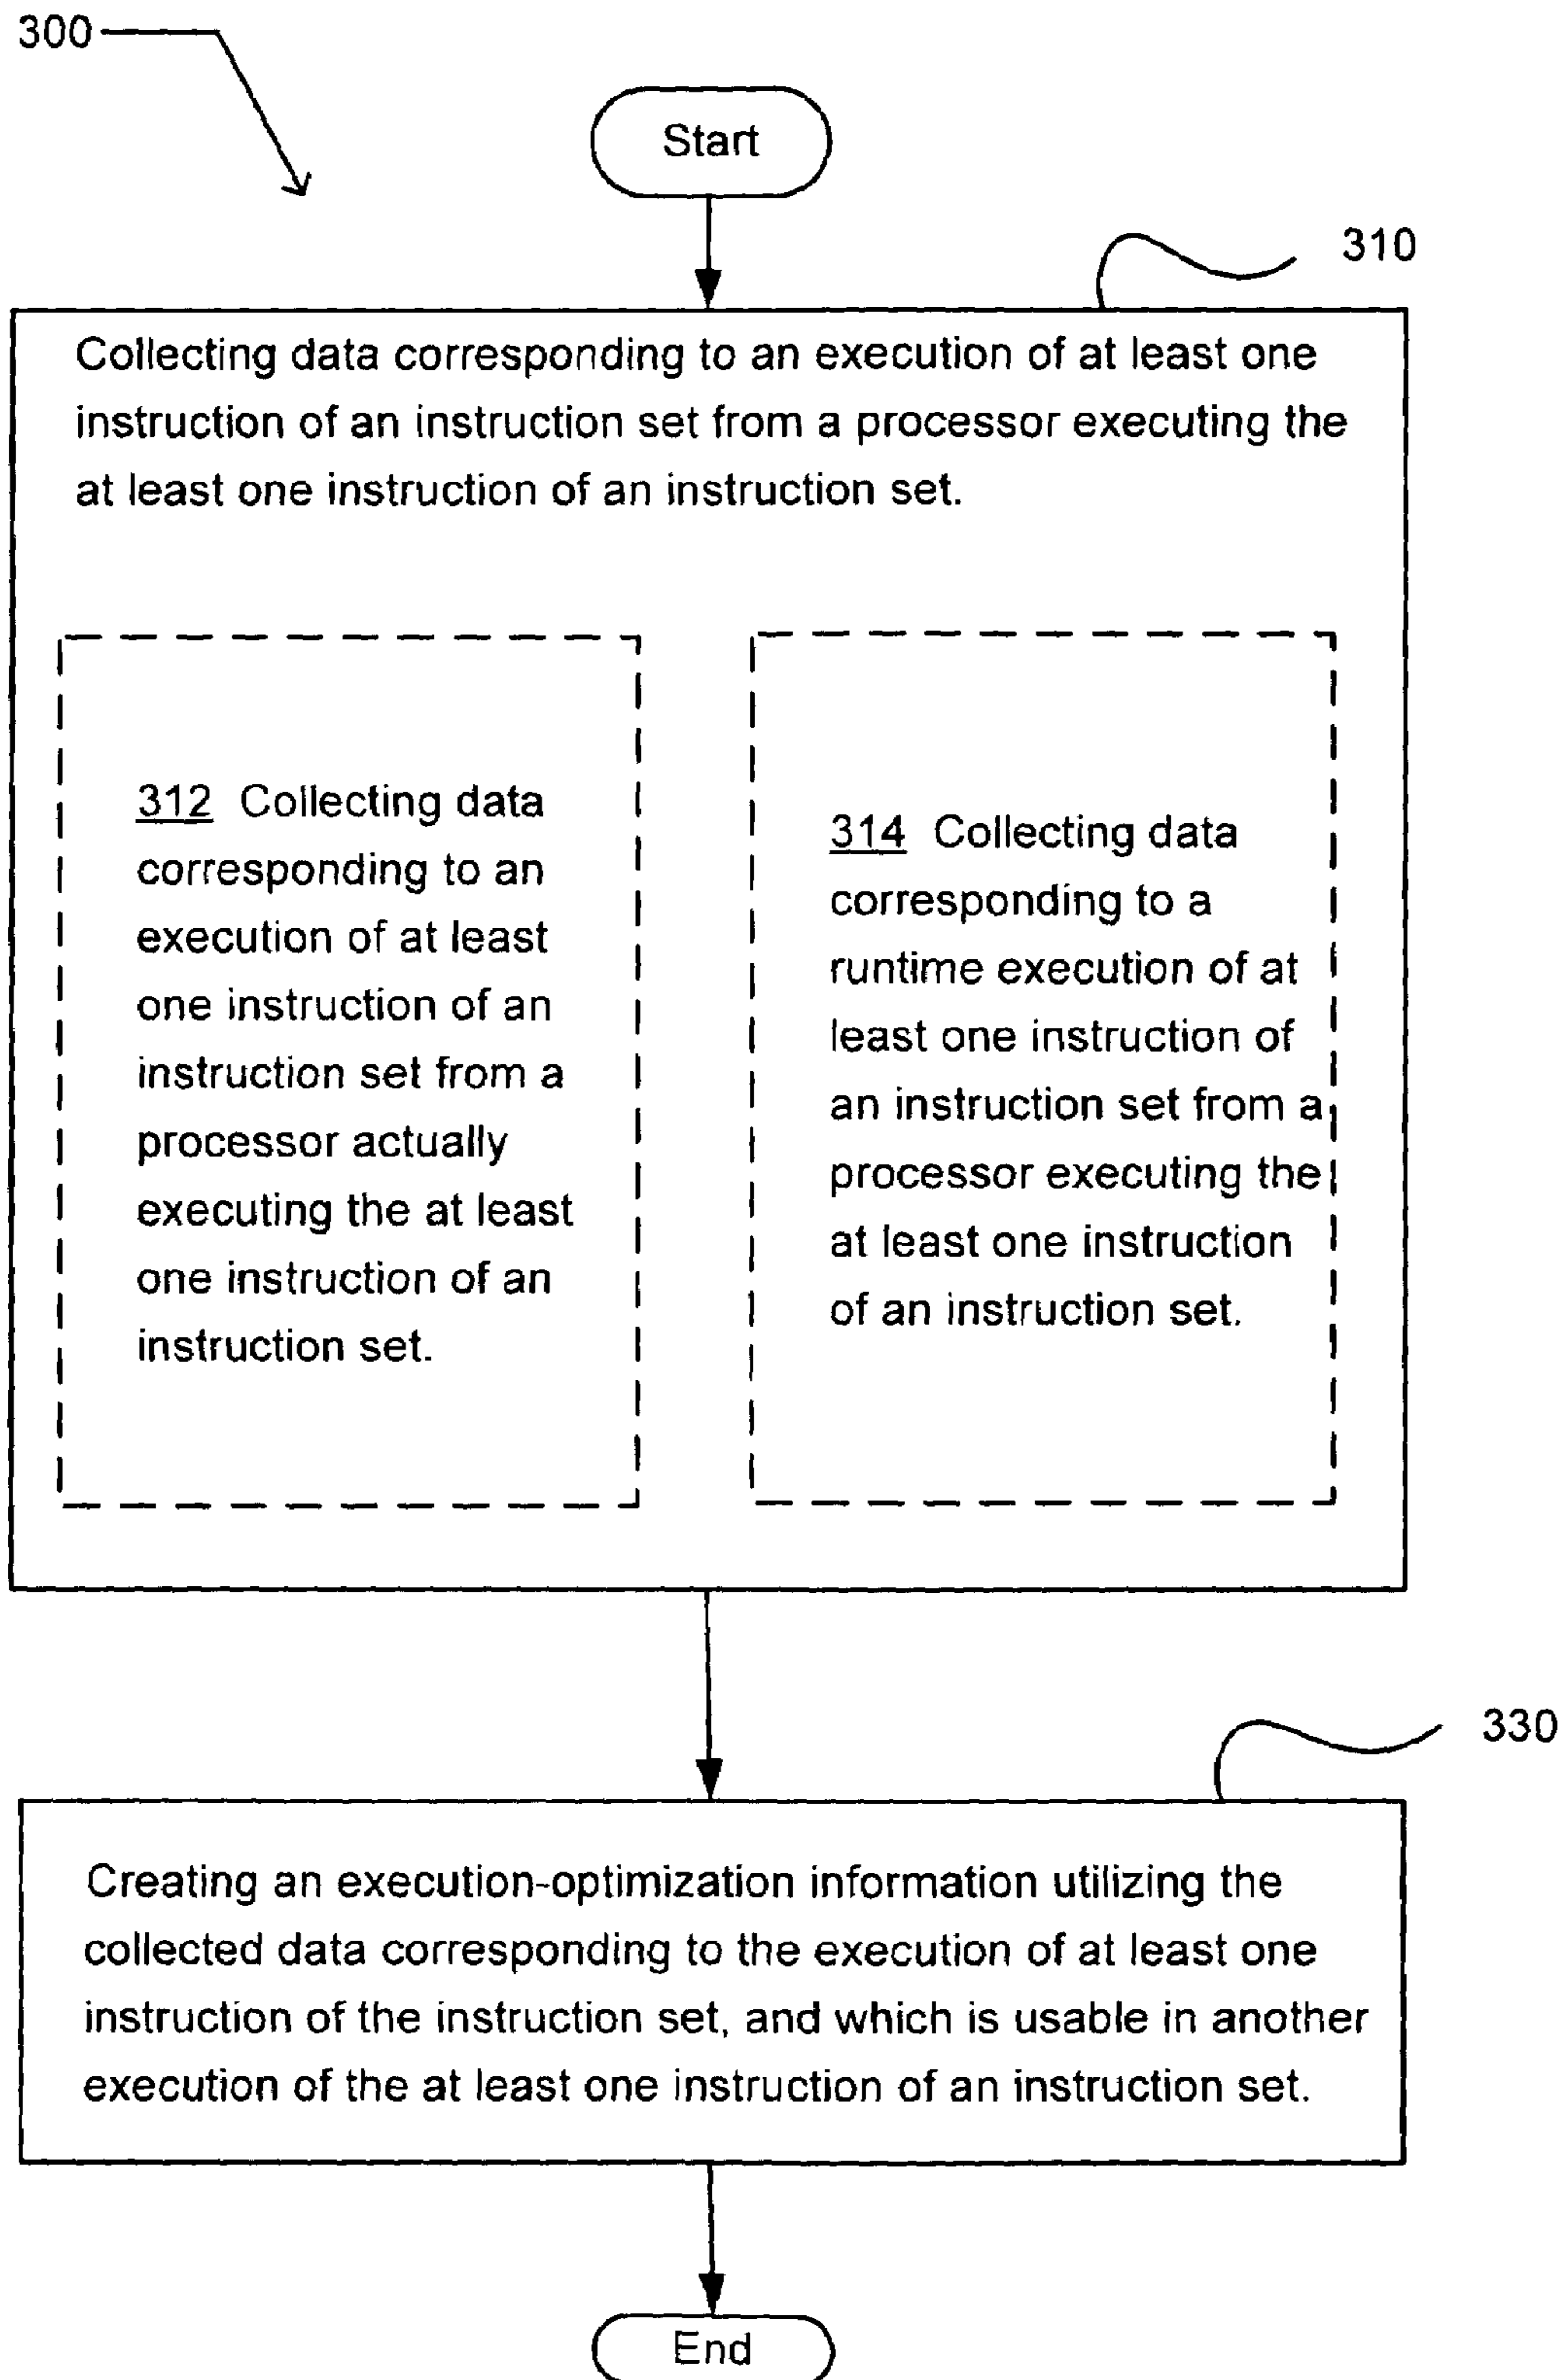 300
Start
310
Collecting data corresponding to an execution of at least one
instruction of an instruction set from a processor executing the
at least one instruction of an instruction set.
312 Collecting data
corresponding to an
execution of at least
one instruction of an
instruction set from a
processor actually
executing the at least
one instruction of an
instruction set.
314 Collecting data
corresponding to a
runtime execution of at
least one instruction of
an instruction set from a
processor executing the
at least one instruction
of an instruction set.
330
Creating an execution-optimization information utilizing the
collected data corresponding to the execution of at least one
instruction of the instruction set, and which is usable in another
execution of the at least one instruction of an instruction set.
End